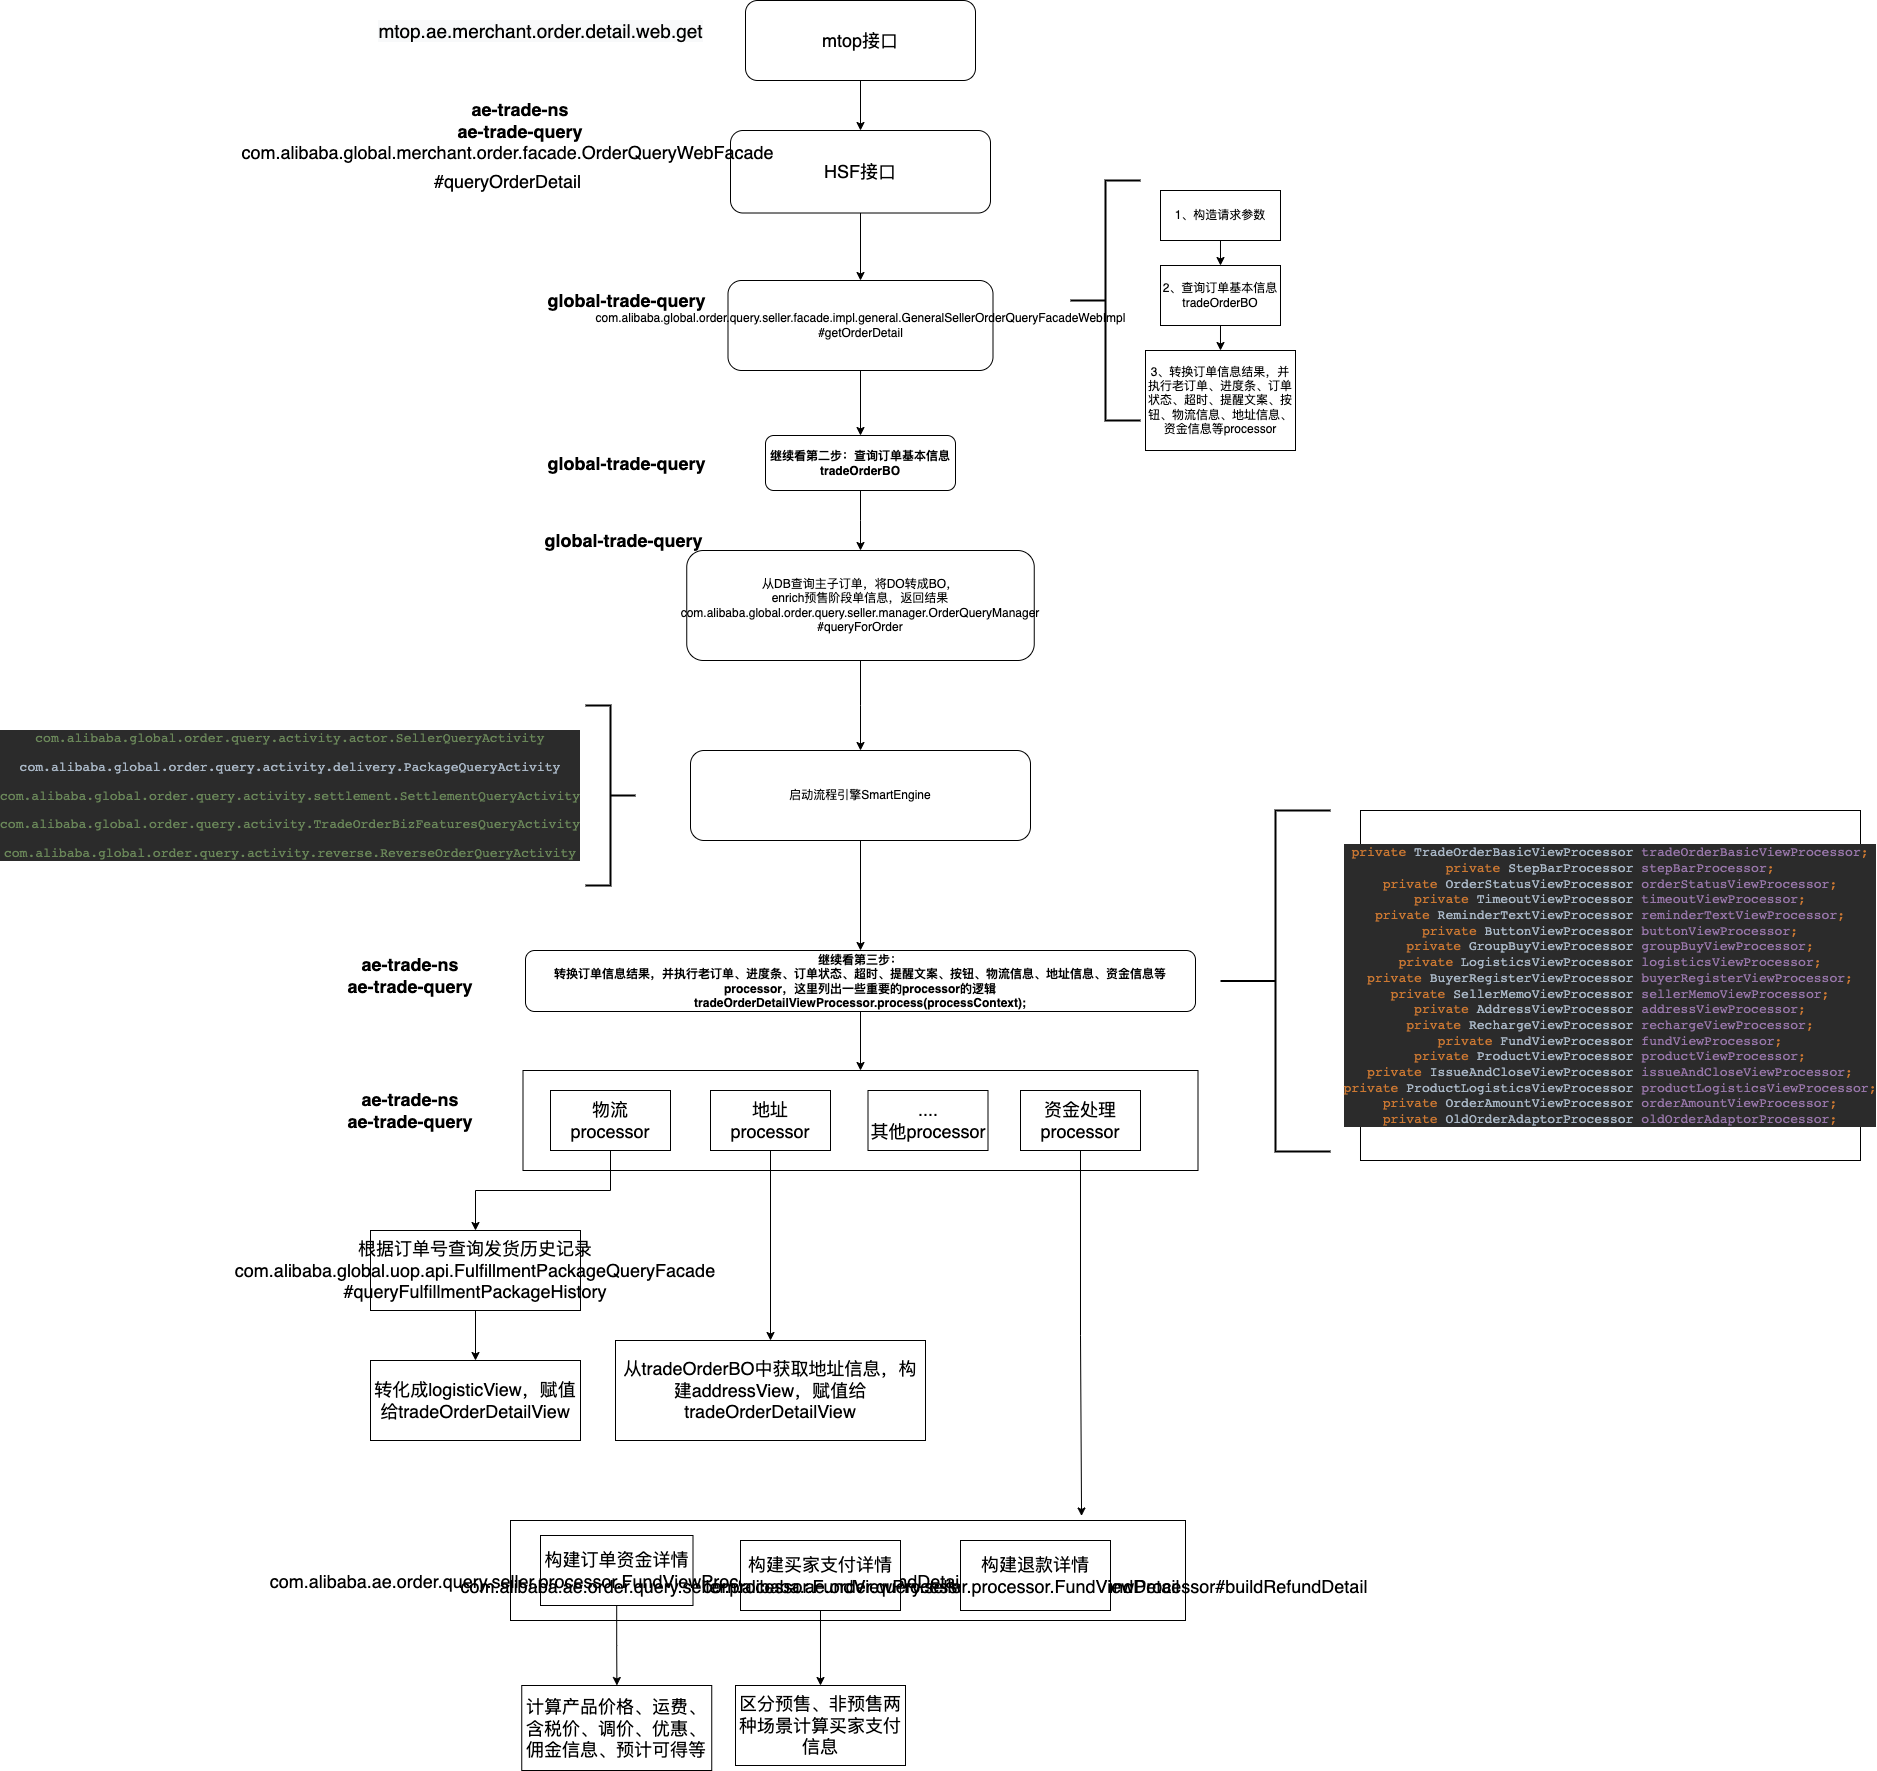 mtop.ae.merchant.order.detail.web.get
mtop接口
ae-trade-ns
ae-trade-query
com.alibaba.global.merchant.order.facade.OrderQueryWebFacade
#queryOrderDetail
HSF接口
1、构造请求参数
2、查询订单基本信息
tradeOrderBO
3、转换订单信息结果，并
执行老订单、进度条、订单
状态、超时、提醒文案、按
钮、物流信息、地址信息、
资金信息等processor
global-trade-query
com.alibaba.global.order.query.seller.facade.impl.general.GeneralSellerOrderQueryFacadeWebImpl
#getOrderDetail
global-trade-query
继续看第二步：查询订单基本信息
tradeOrderBO
global-trade-query
从DB查询主子订单，将DO转成BO，
enrich预售阶段单信息，返回结果
com.alibaba.global.order.query.seller.manager.OrderQueryManager
#queryForOrder
com.alibaba.global.order.query.activity.actor.SellerQueryActivity
com.alibaba.global.order.query.activity.delivery.PackageQueryActivity
com.alibaba.global.order.query.activity.settlement.SettlementQueryActivity
com.alibaba.global.order.query.activity.TradeOrderBizFeaturesQueryActivity
com.alibaba.global.order.query.activity.reverse.ReverseOrderQueryActivity
启动流程引擎SmartEngine
ae-trade-ns
ae-trade-query
继续看第三步：
转换订单信息结果，并执行老订单、进度条、订单状态、超时、提醒文案、按钮、物流信息、地址信息、资金信息等
processor，这里列出一些重要的processor的逻辑
tradeOrderDetailViewProcessor.process(processContext);
private TradeOrderBasicViewProcessor tradeOrderBasicViewProcessor;
private StepBarProcessor stepBarProcessor;
private OrderStatusViewProcessor orderStatusViewProcessor;
private TimeoutViewProcessor timeoutViewProcessor;
private ReminderTextViewProcessor reminderTextViewProcessor;
private ButtonViewProcessor buttonViewProcessor;
private GroupBuyViewProcessor groupBuyViewProcessor;
private LogisticsViewProcessor logisticsViewProcessor;
private BuyerRegisterViewProcessor buyerRegisterViewProcessor;
private SellerMemoViewProcessor sellerMemoViewProcessor;
private AddressViewProcessor addressViewProcessor;
private RechargeViewProcessor rechargeViewProcessor;
private FundViewProcessor fundViewProcessor;
private ProductViewProcessor productViewProcessor;
private IssueAndCloseViewProcessor issueAndCloseViewProcessor;
private ProductLogisticsViewProcessor productLogisticsViewProcessor;
private OrderAmountViewProcessor orderAmountViewProcessor;
private OldOrderAdaptorProcessor oldOrderAdaptorProcessor;
ae-trade-ns
ae-trade-query
物流
processor
地址
processor
....
其他processor
资金处理
processor
根据订单号查询发货历史记录
com.alibaba.global.uop.api.FulfillmentPackageQueryFacade
#queryFulfillmentPackageHistory
转化成logisticView，赋值
给tradeOrderDetailView
从tradeOrderBO中获取地址信息，构
建addressView，赋值给
tradeOrderDetailView
构建订单资金详情
com.alibaba.ae.order.query.seller.processor.FundViewProc
构建买家支付详情
构建退款详情
processor.FundViewProcessor#buildRefundDetail
计算产品价格、运费、
含税价、调价、优惠、
佣金信息、预计可得等
区分预售、非预售两
种场景计算买家支付
信息